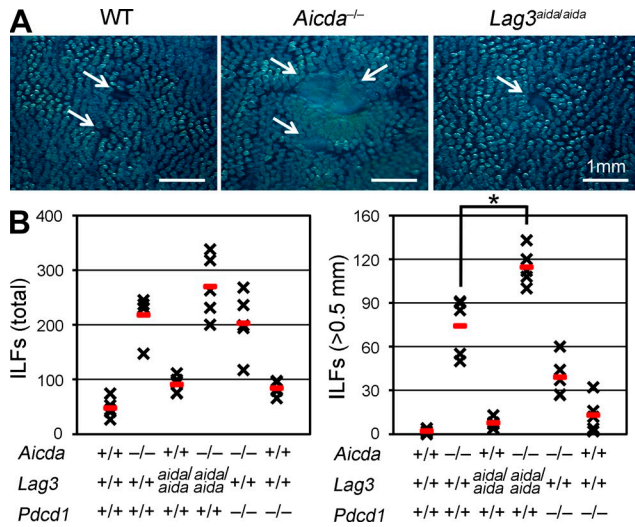 A
WT
Aicda–/–
Lag3aida/aida
1mm
B
ILFs (total)
400
300
200
100
0
Aicda +/+ –/– +/+ –/– –/– +/+
Lag3 +/+ +/+ aida/aida aida/aida +/+ +/+
Pdcd1 +/+ +/+ +/+ +/+ –/– –/–
*
ILFs (>0.5 mm)
160
120
90
60
30
0
Aicda +/+ –/– +/+ –/– –/– +/+
Lag3 +/+ +/+ aida/aida aida/aida +/+ +/+
Pdcd1 +/+ +/+ +/+ +/+ –/– –/–